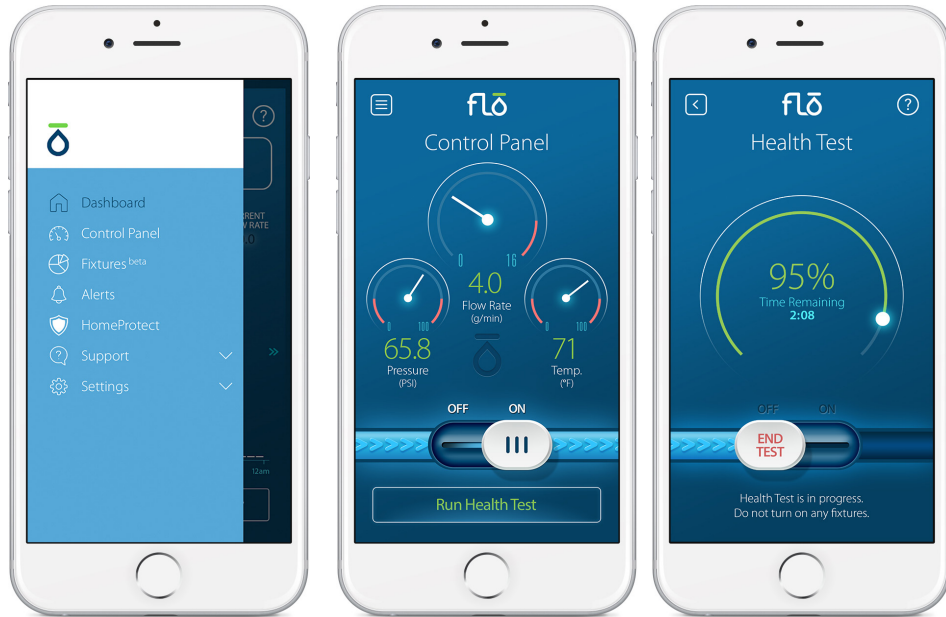 RENT
W RATE
Dashboard
Control Panel
Fixtures beta
Alerts
HomeProtect
Support
Settings
12am
flō
Control Panel
0 16
4.0
Flow Rate
(g/min)
0 100
65.8
Pressure
(PSI)
0 100
71
Temp.
(°F)
OFF ON
Run Health Test
flō
Health Test
95%
Time Remaining
2:08
OFF ON
END
TEST
Health Test is in progress.
Do not turn on any fixtures.